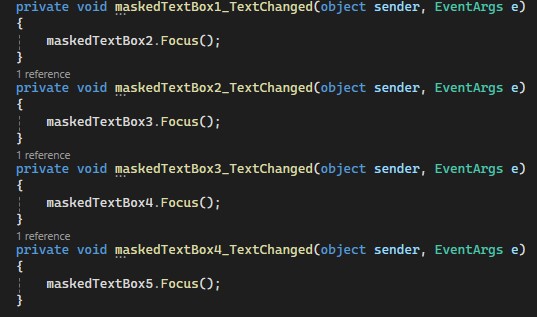 private void maskedTextBox1_TextChanged(object sender, EventArgs e)
{
maskedTextBox2.Focus();
}
1 reference
private void maskedTextBox2_TextChanged(object sender, EventArgs e)
{
maskedTextBox3.Focus();
}
1 reference
private void maskedTextBox3_TextChanged(object sender, EventArgs e)
{
maskedTextBox4.Focus();
}
1 reference
private void maskedTextBox4_TextChanged(object sender, EventArgs e)
{
maskedTextBox5.Focus();
}